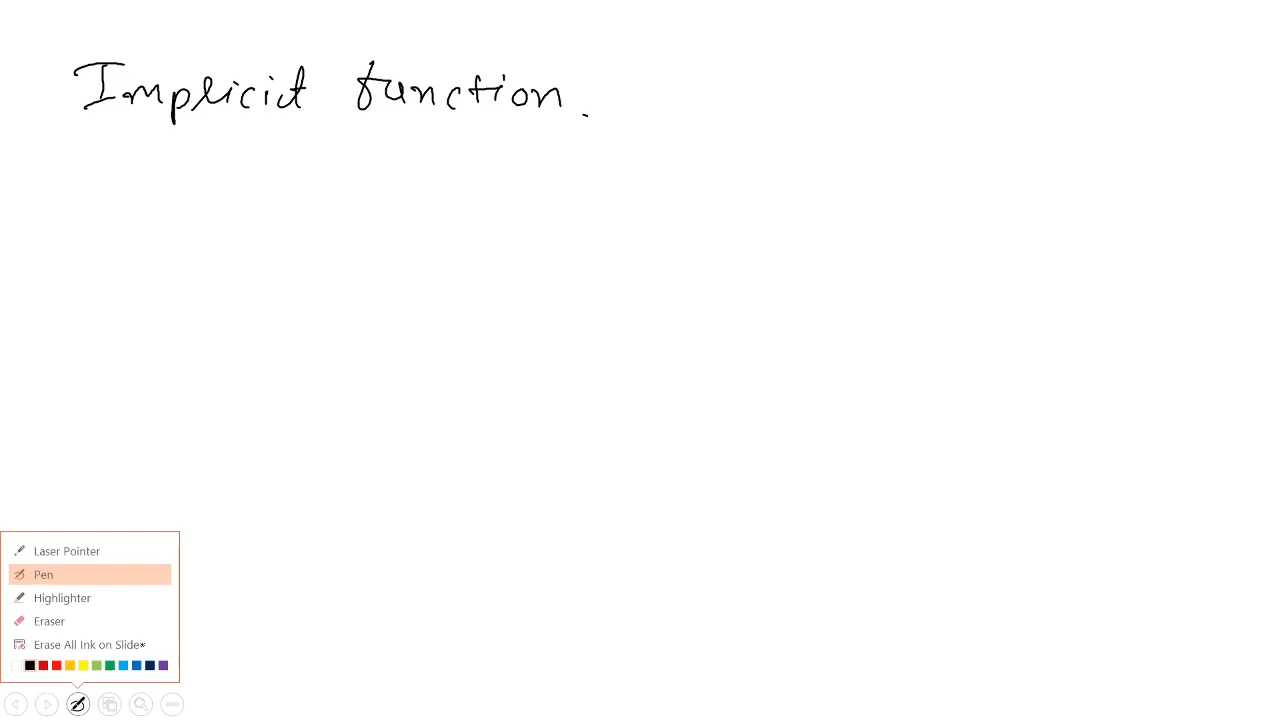 Implicit function.
Laser Pointer
Pen
Highlighter
Eraser
Erase All Ink on Slide